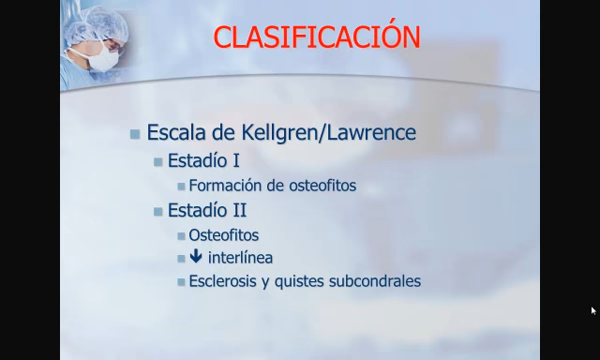 CLASIFICACIÓN
Escala de Kellgren/Lawrence
Estadío I
Formación de osteofitos
Estadío II
Osteofitos
🡻 interlínea
Esclerosis y quistes subcondrales